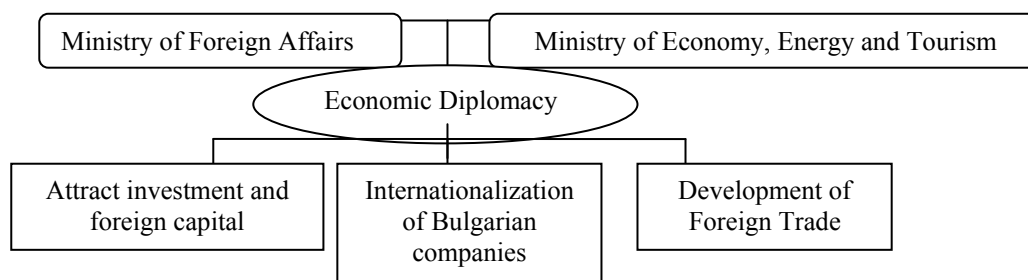 Ministry of Foreign Affairs
Ministry of Economy, Energy and Tourism
Economic Diplomacy
Attract investment and
foreign capital
Internationalization
of Bulgarian
companies
Development of
Foreign Trade